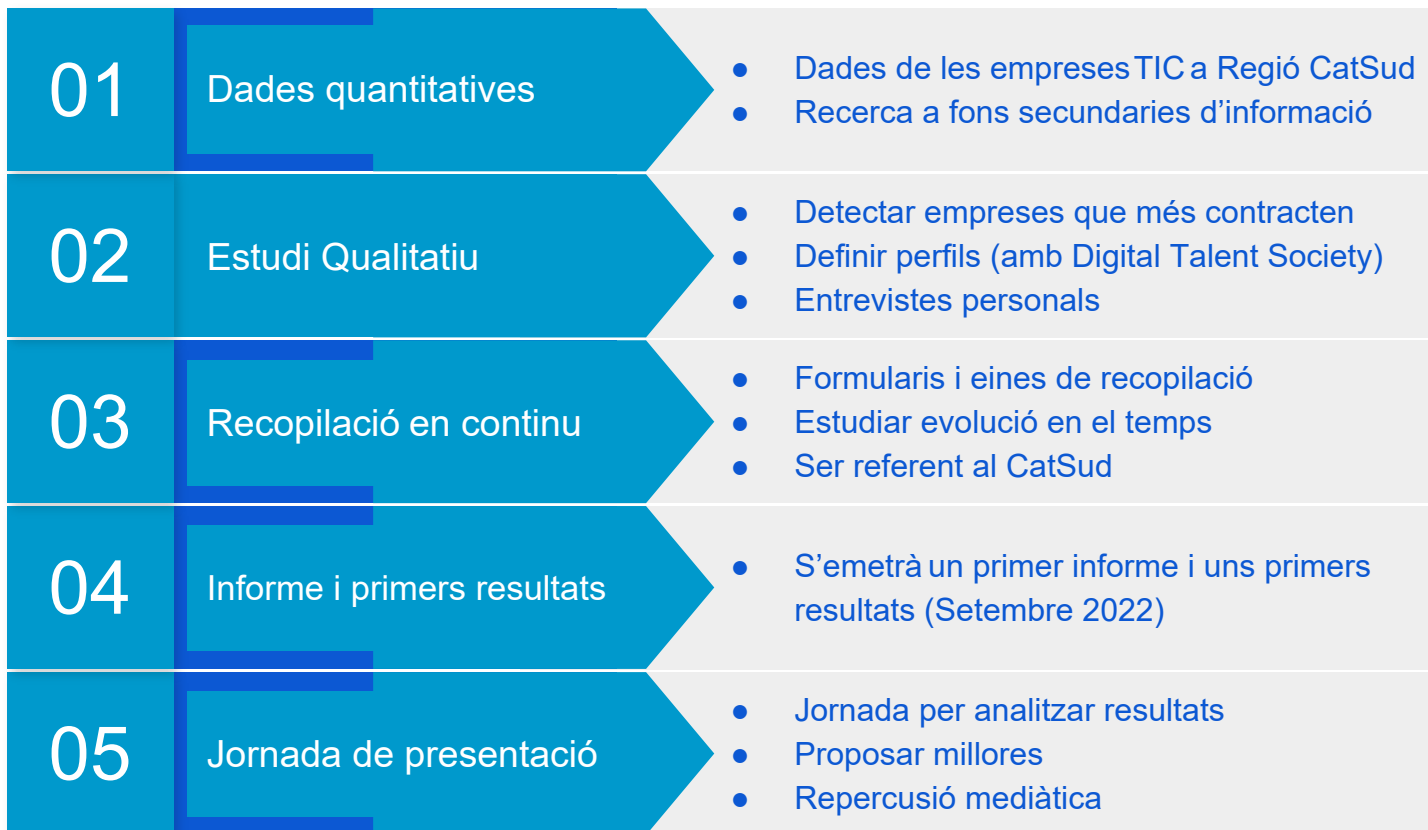 01
Dades quantitatives
● Dades de les empreses TIC a Regió CatSud
● Recerca a fons secundaries d’informació
02
Estudi Qualitatiu
● Detectar empreses que més contracten
● Definir perfils (amb Digital Talent Society)
● Entrevistes personals
03
Recopilació en continu
● Formularis i eines de recopilació
● Estudiar evolució en el temps
● Ser referent al CatSud
04
Informe i primers resultats
● S’emetrà un primer informe i uns primers
resultats (Setembre 2022)
05
Jornada de presentació
● Jornada per analitzar resultats
● Proposar millores
● Repercusió mediàtica